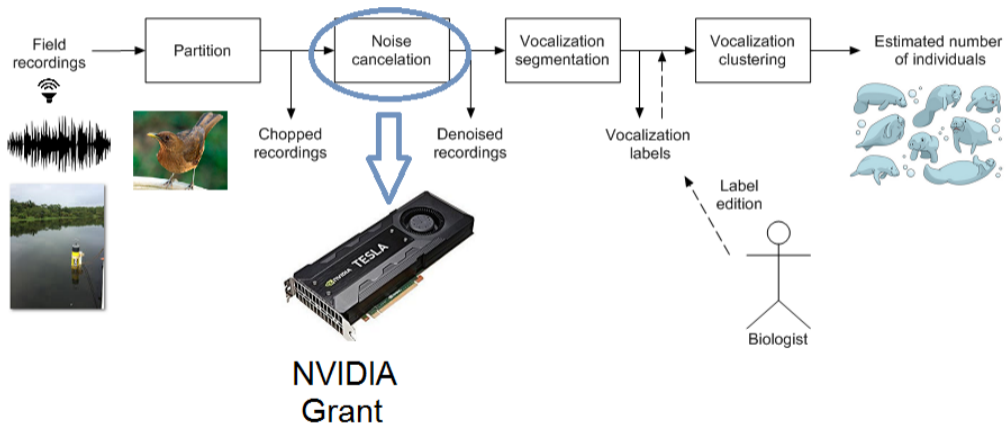 Field
recordings
Partition
Noise
cancelation
Vocalization
segmentation
Vocalization
clustering
Estimated number
of individuals
Chopped
recordings
Denoised
recordings
Vocalization
labels
Label
edition
Biologist
NVIDIA
TESLA
NVIDIA
Grant